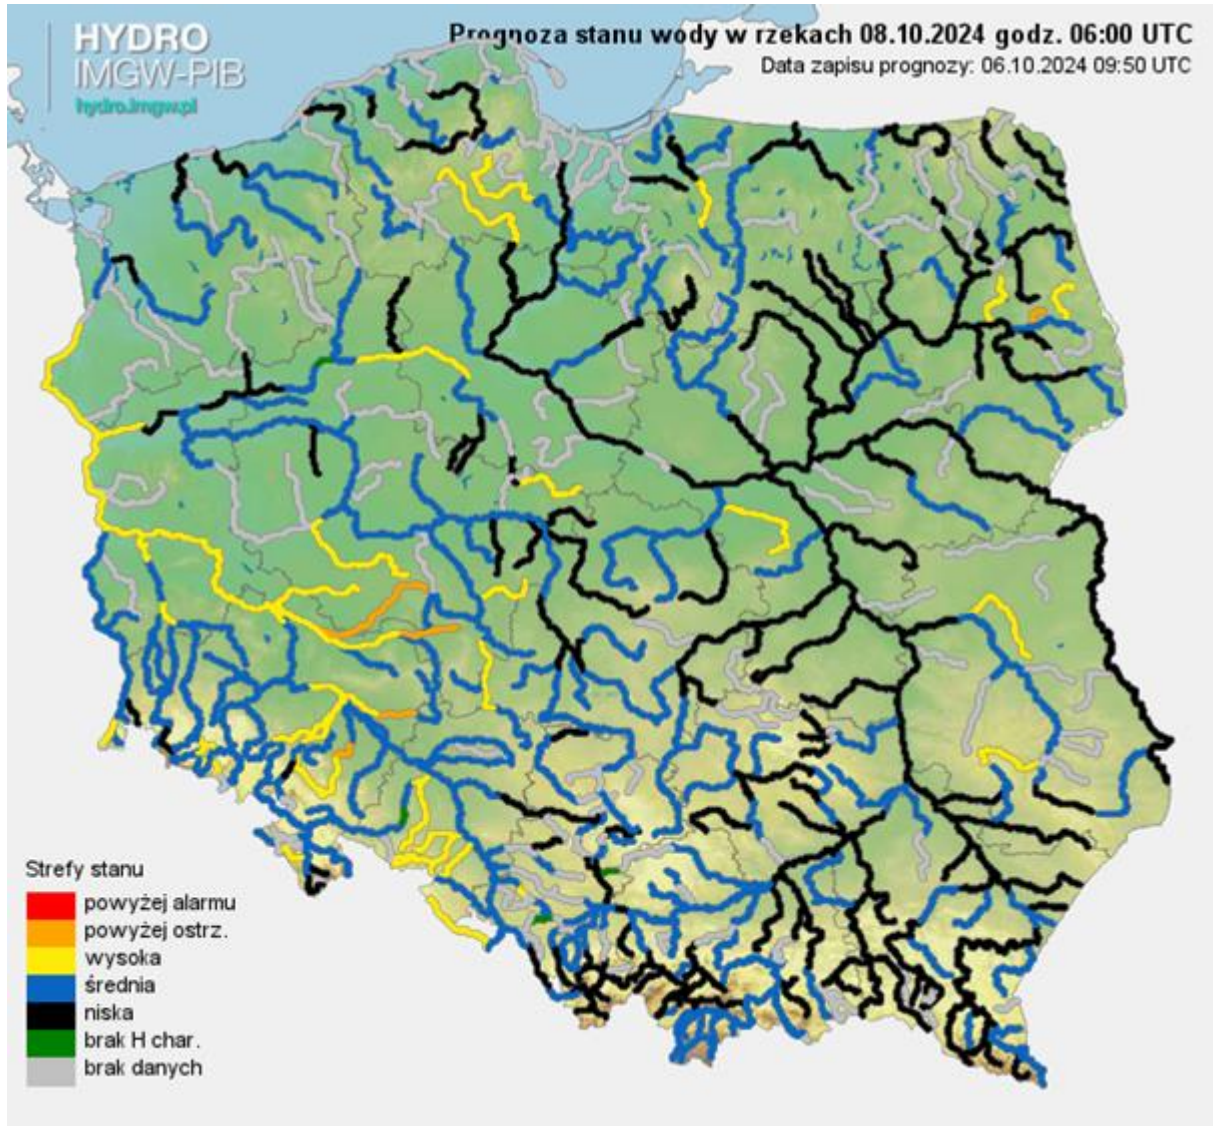 HYDRO
IMGW-PIB
hydro.imgw.pl
Prognoza stanu wody w rzekach 08.10.2024 godz. 06:00 UTC
Data zapisu prognozy: 06.10.2024 09:50 UTC
Strefy stanu
powyżej alarmu
powyżej ostrz.
wysoka
średnia
niska
brak H char.
brak danych